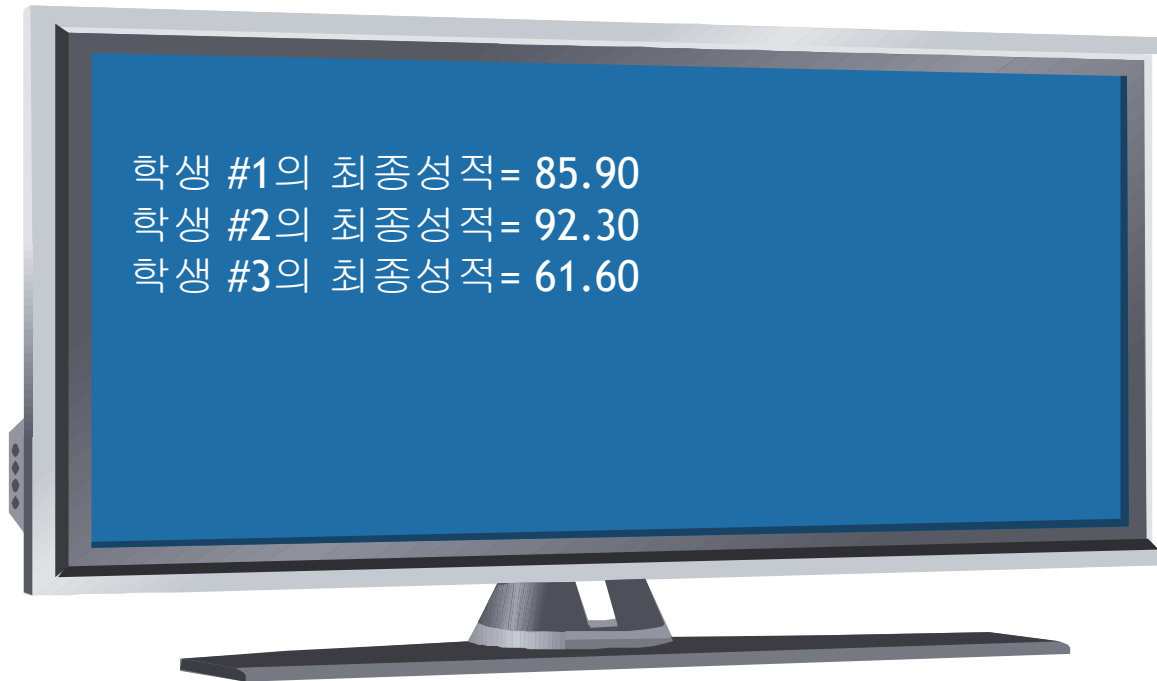 학생 #1의 최종성적= 85.90
학생 #2의 최종성적= 92.30
학생 #3의 최종성적= 61.60